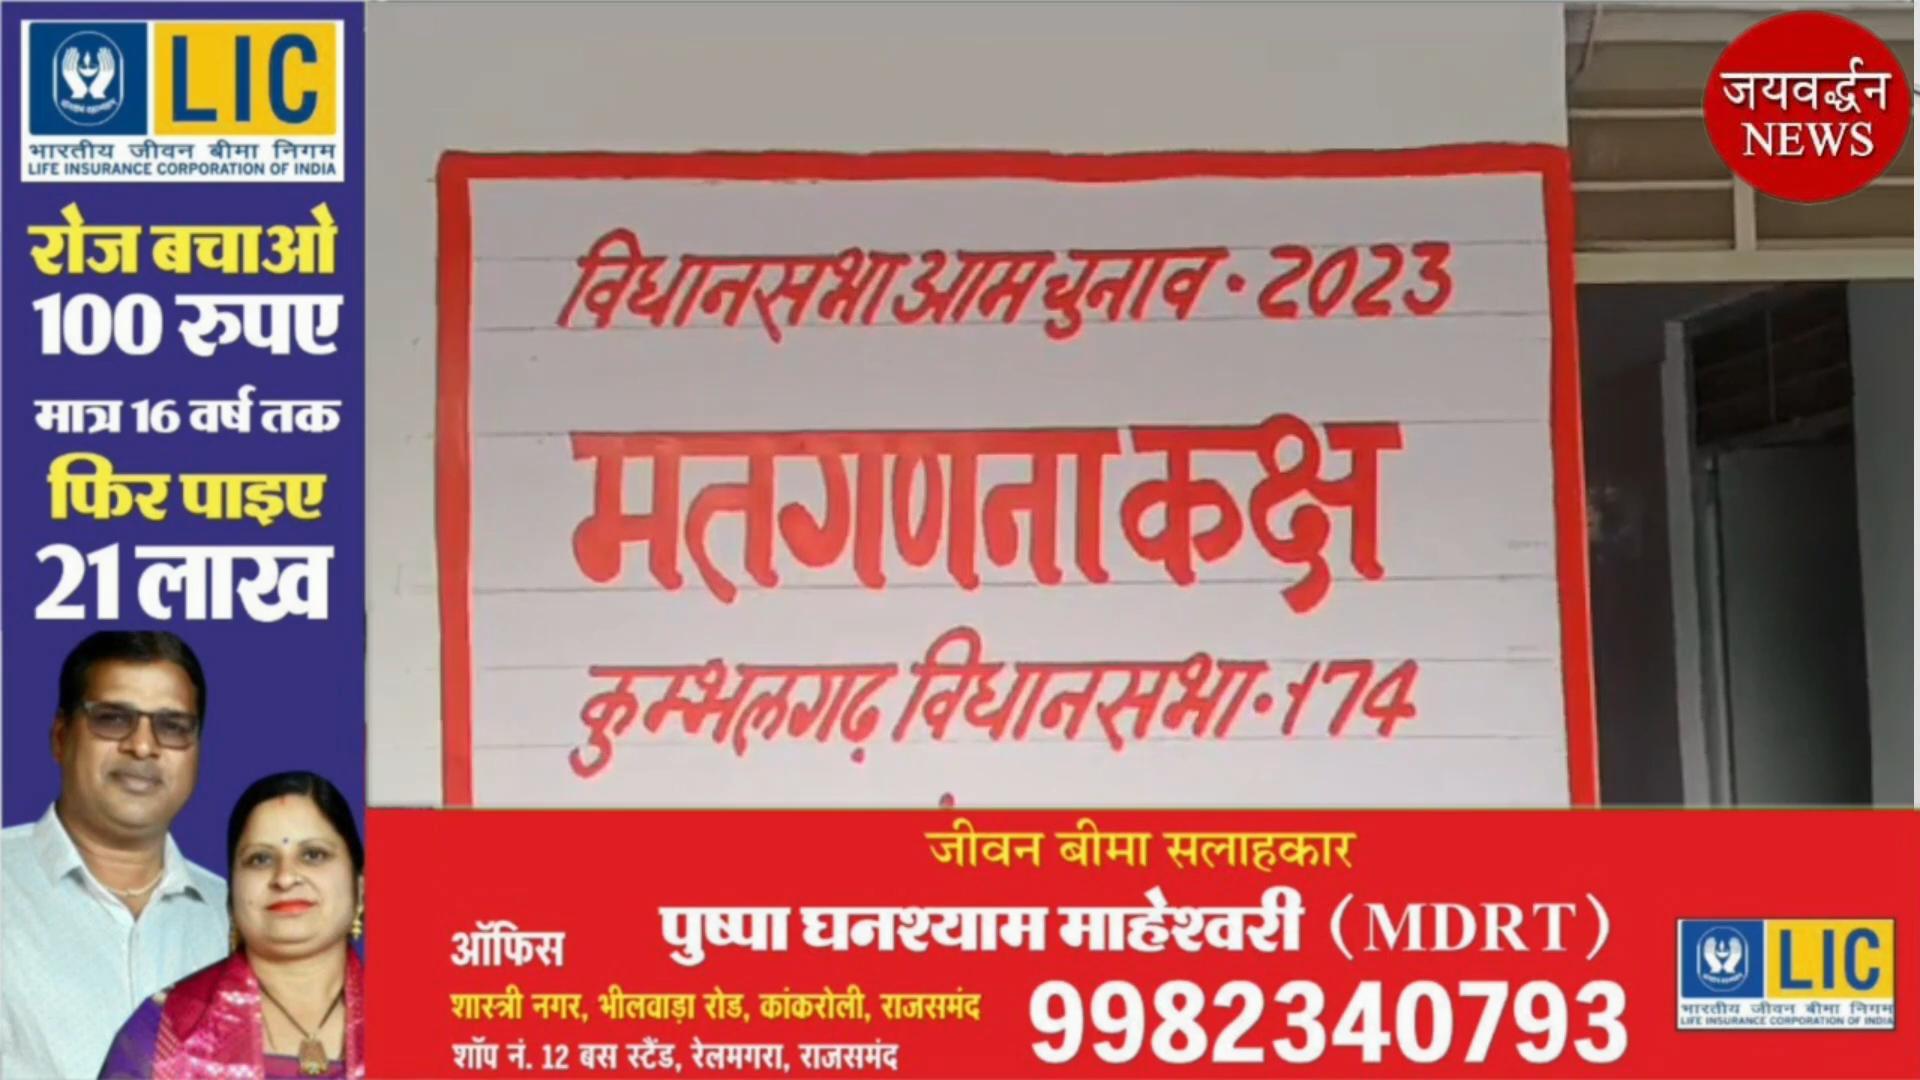 LIC
भारतीय जीवन बीमा निगम
LIFE INSURANCE CORPORATION OF INDIA
रोज बचाओ
100 रुपए
मात्र 16 वर्ष तक
फिर पाइए
21 लाख
जयवर्द्धन
NEWS
विधानसभा आम चुनाव - 2023
मतगणना कक्ष
कुम्भलगढ़ विधानसभा - 174
जीवन बीमा सलाहकार
पुष्पा घनश्याम माहेश्वरी (MDRT)
ऑफिस
शास्त्री नगर, भीलवाड़ा रोड, कांकरोली, राजसमंद
शॉप नं. 12 बस स्टैंड, रेलमगरा, राजसमंद
9982340793
LIC
भारतीय जीवन बीमा निगम
LIFE INSURANCE CORPORATION OF INDIA